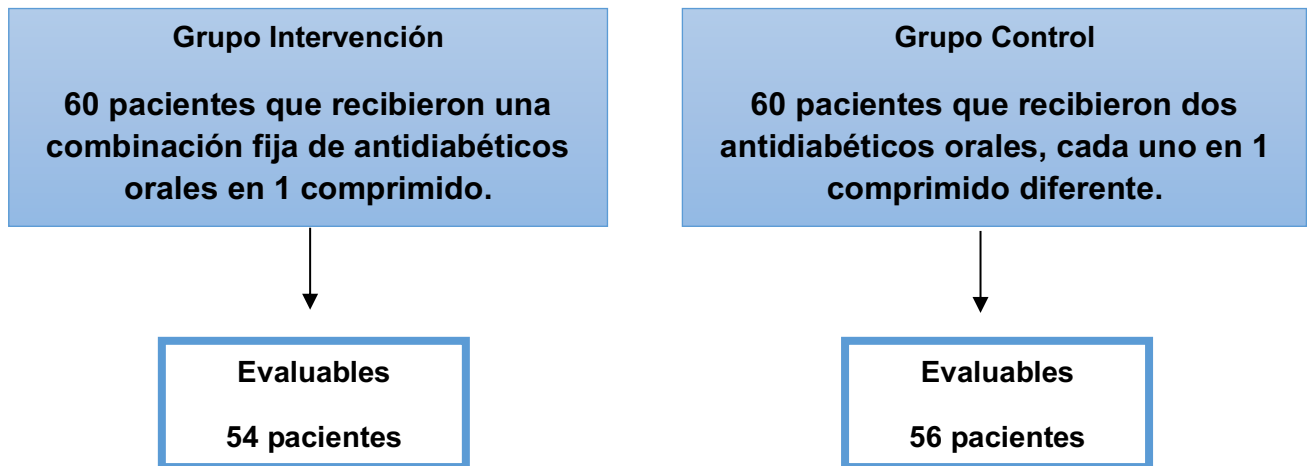 Grupo Intervención
60 pacientes que recibieron una
combinación fija de antidiabéticos
orales en 1 comprimido.
Grupo Control
60 pacientes que recibieron dos
antidiabéticos orales, cada uno en 1
comprimido diferente.
Evaluables
54 pacientes
Evaluables
56 pacientes